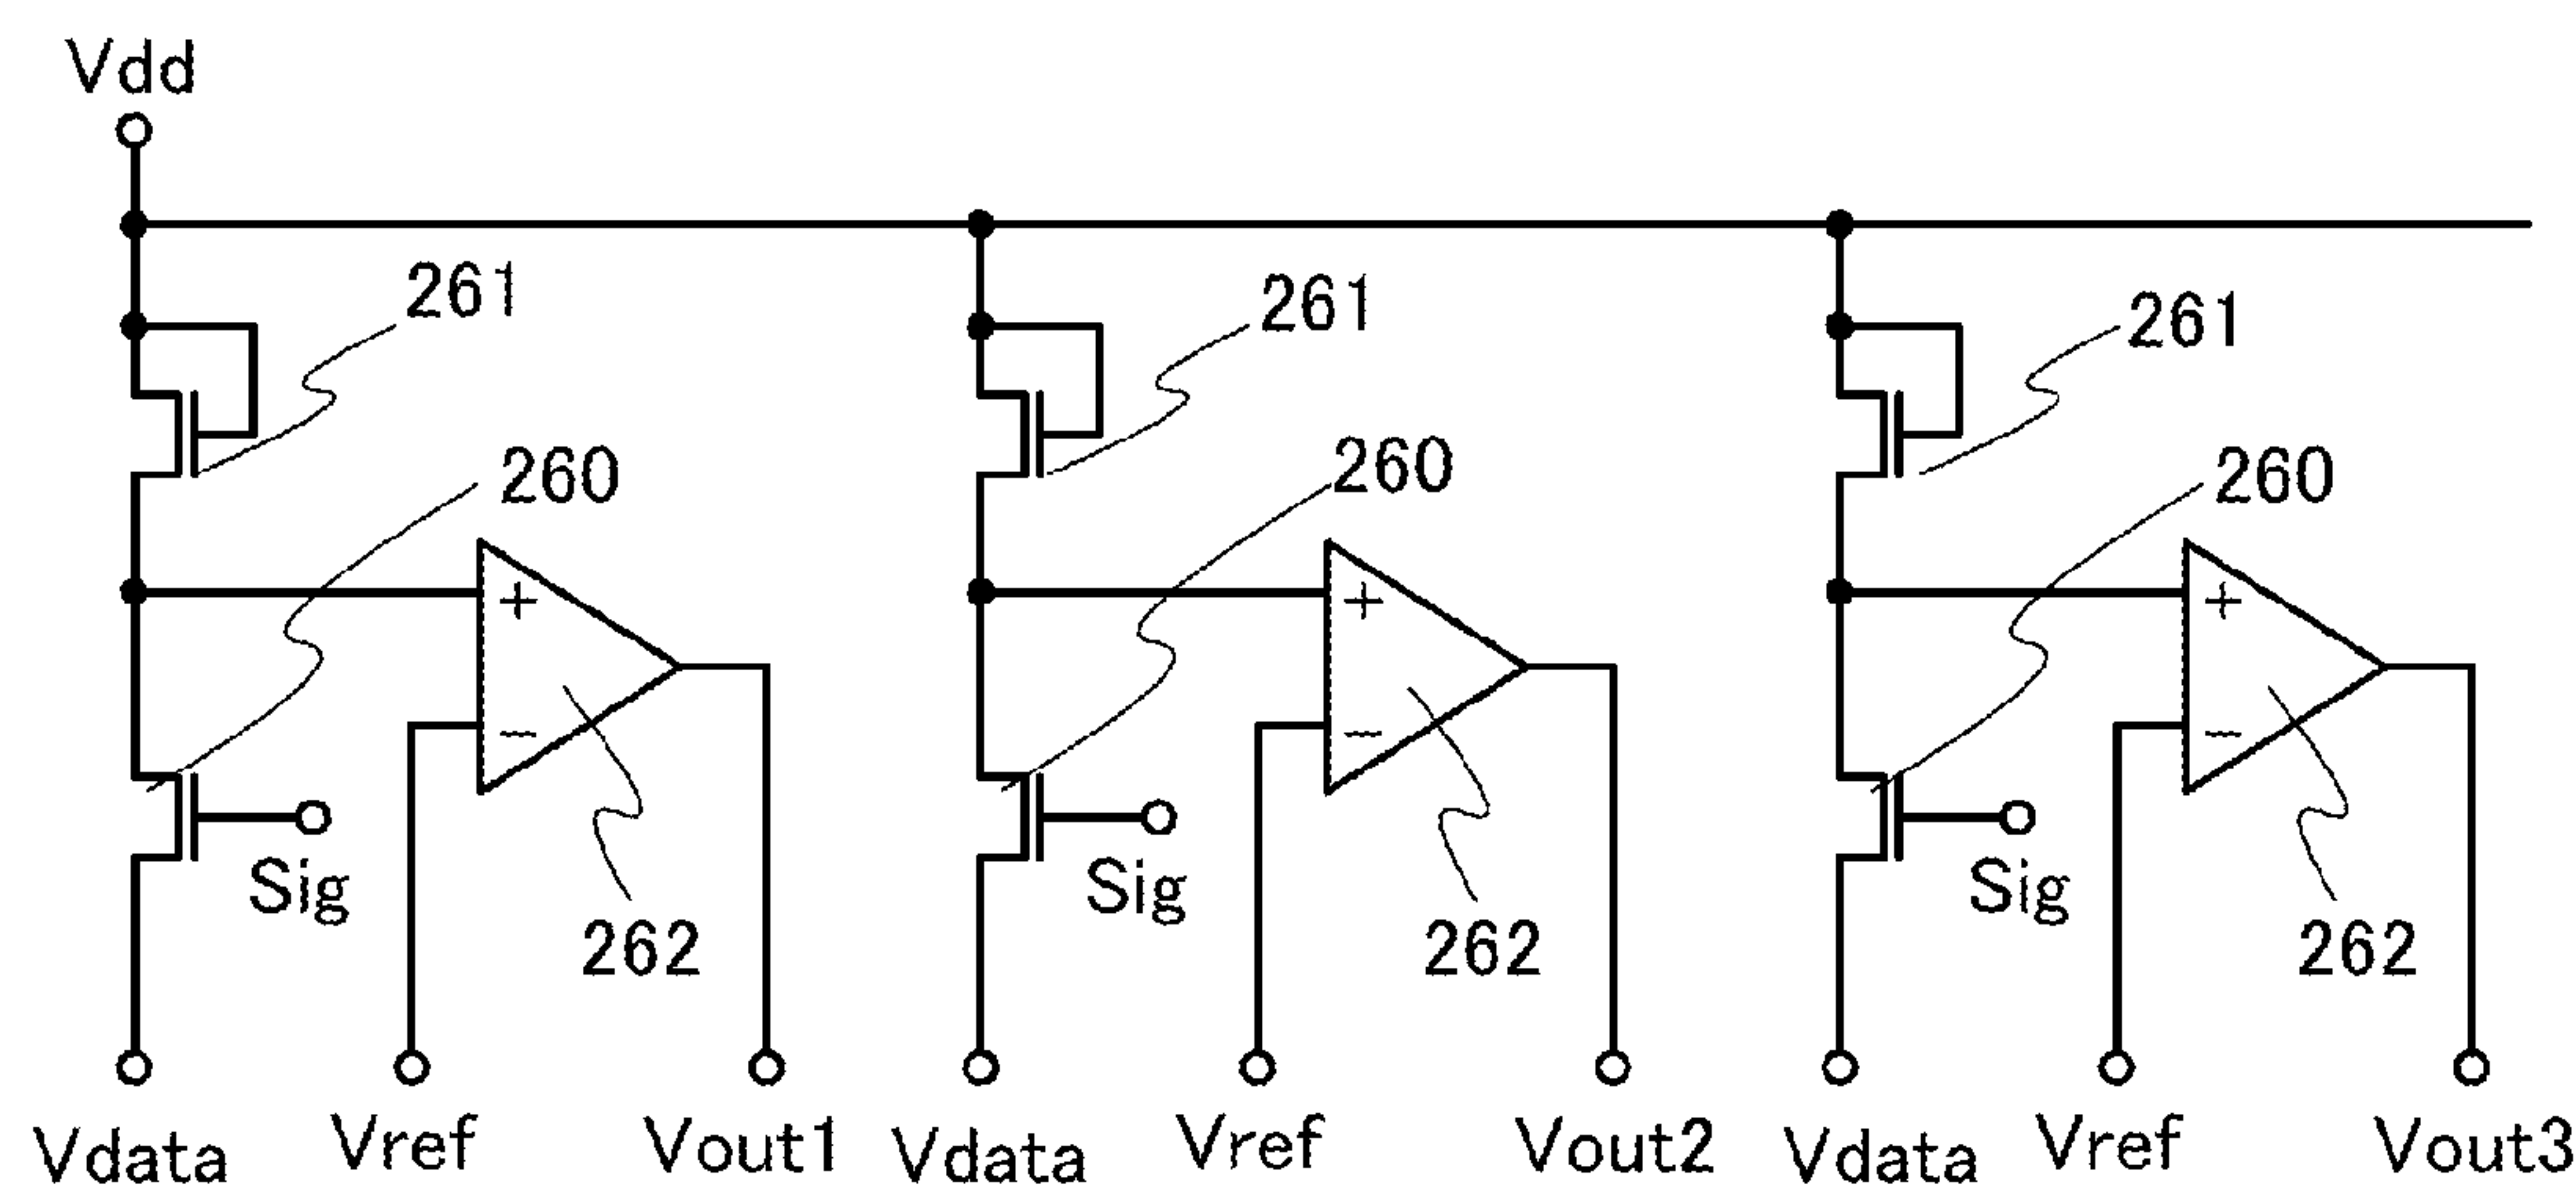 Vdd
261
261
261
260
260
260
+
+
+
−
−
−
Sig
Sig
Sig
262
262
262
Vdata
Vref
Vout1
Vdata
Vref
Vout2
Vdata
Vref
Vout3